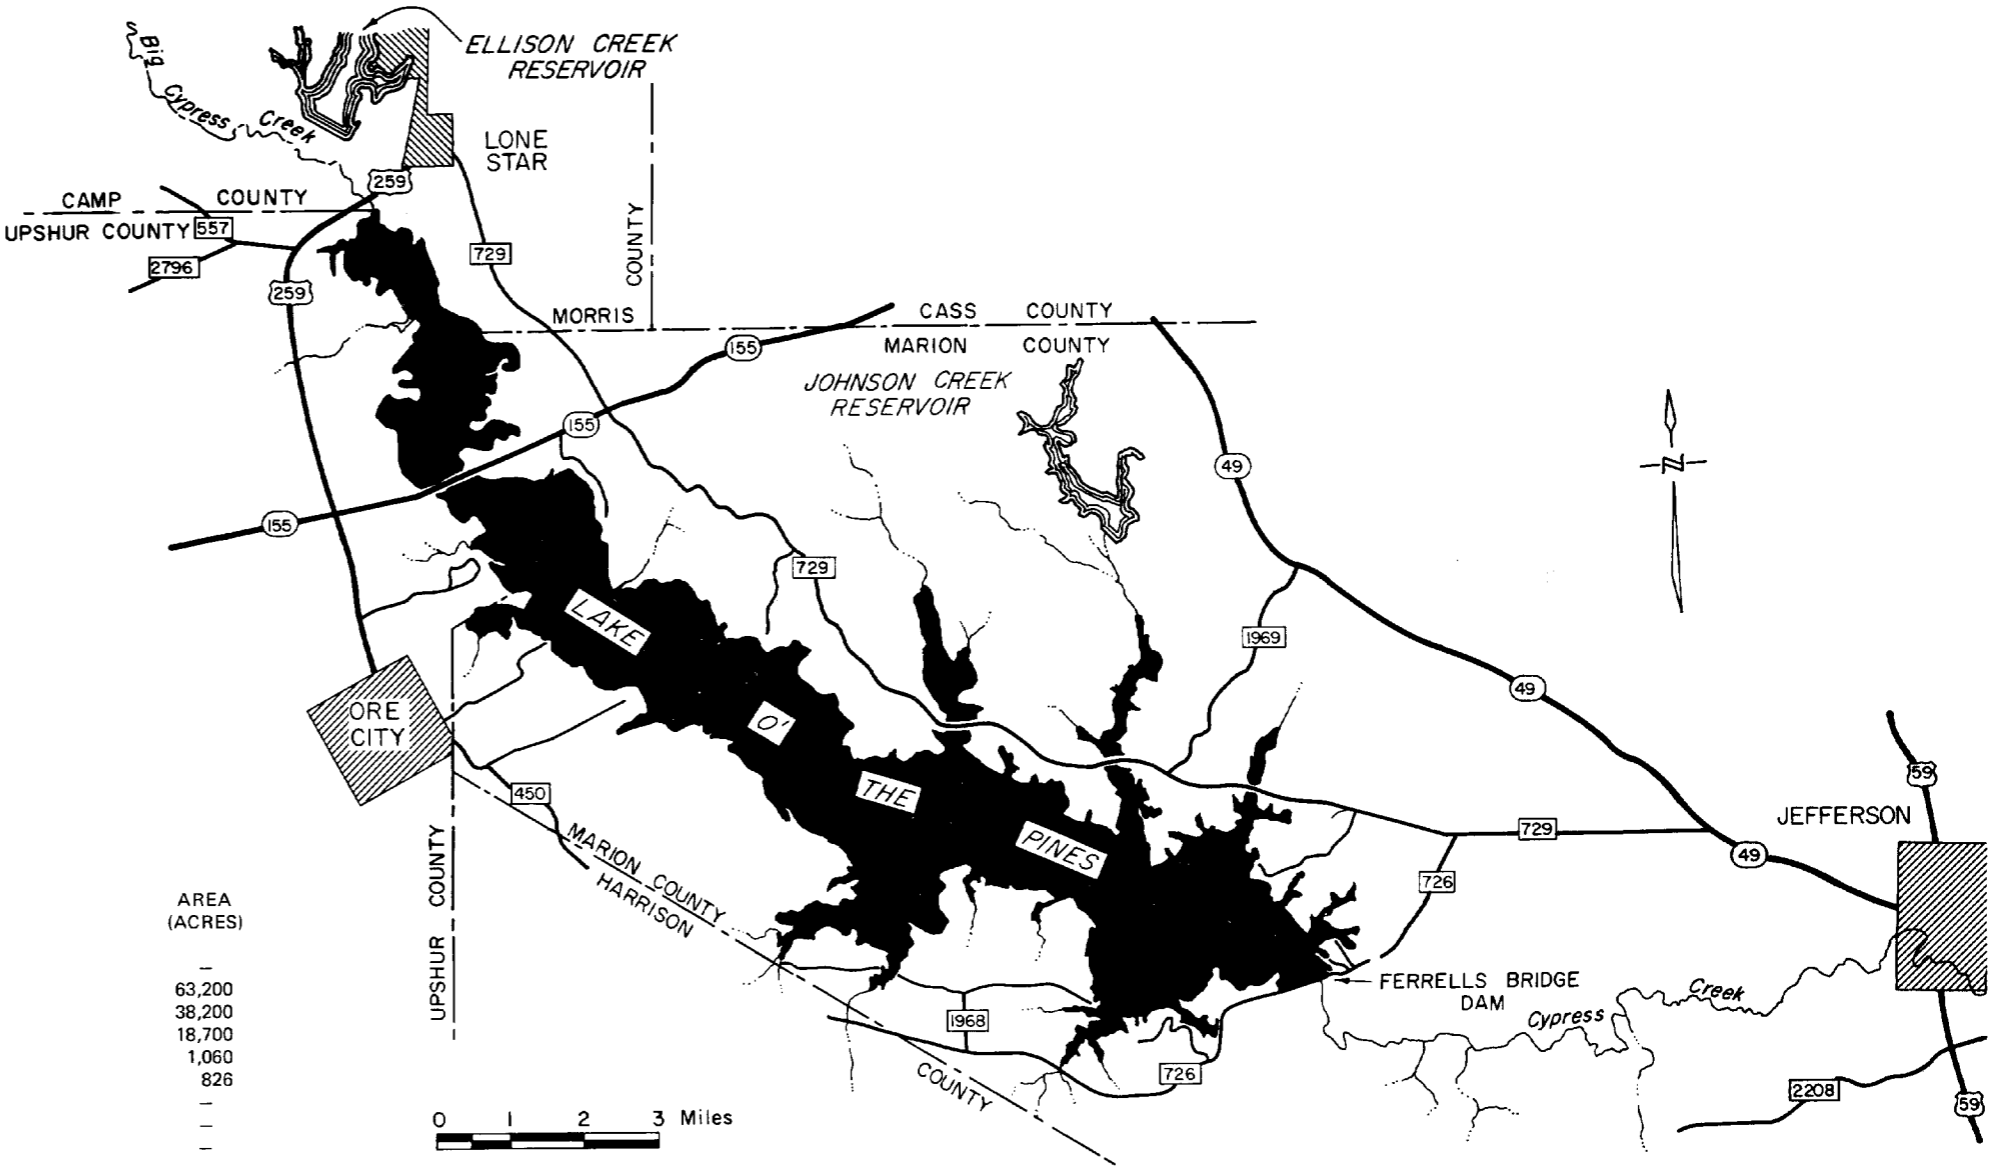 ELLISON CREEK
RESERVOIR
Big
Cypress
Creek
LONE
STAR
259
CAMP COUNTY
UPSHUR COUNTY
557
2796
259
729
COUNTY
MORRIS
CASS COUNTY
155
MARION COUNTY
JOHNSON CREEK
RESERVOIR
155
49
N
155
729
LAKE
1969
49
O'
ORE
CITY
59
THE
450
JEFFERSON
PINES
729
49
MARION COUNTY
HARRISON
UPSHUR COUNTY
726
AREA
(ACRES)
–
63,200
38,200
18,700
1,060
826
–
–
–
FERRELLS BRIDGE
DAM
Cypress
Creek
1968
726
COUNTY
2208
59
0 1 2 3 Miles